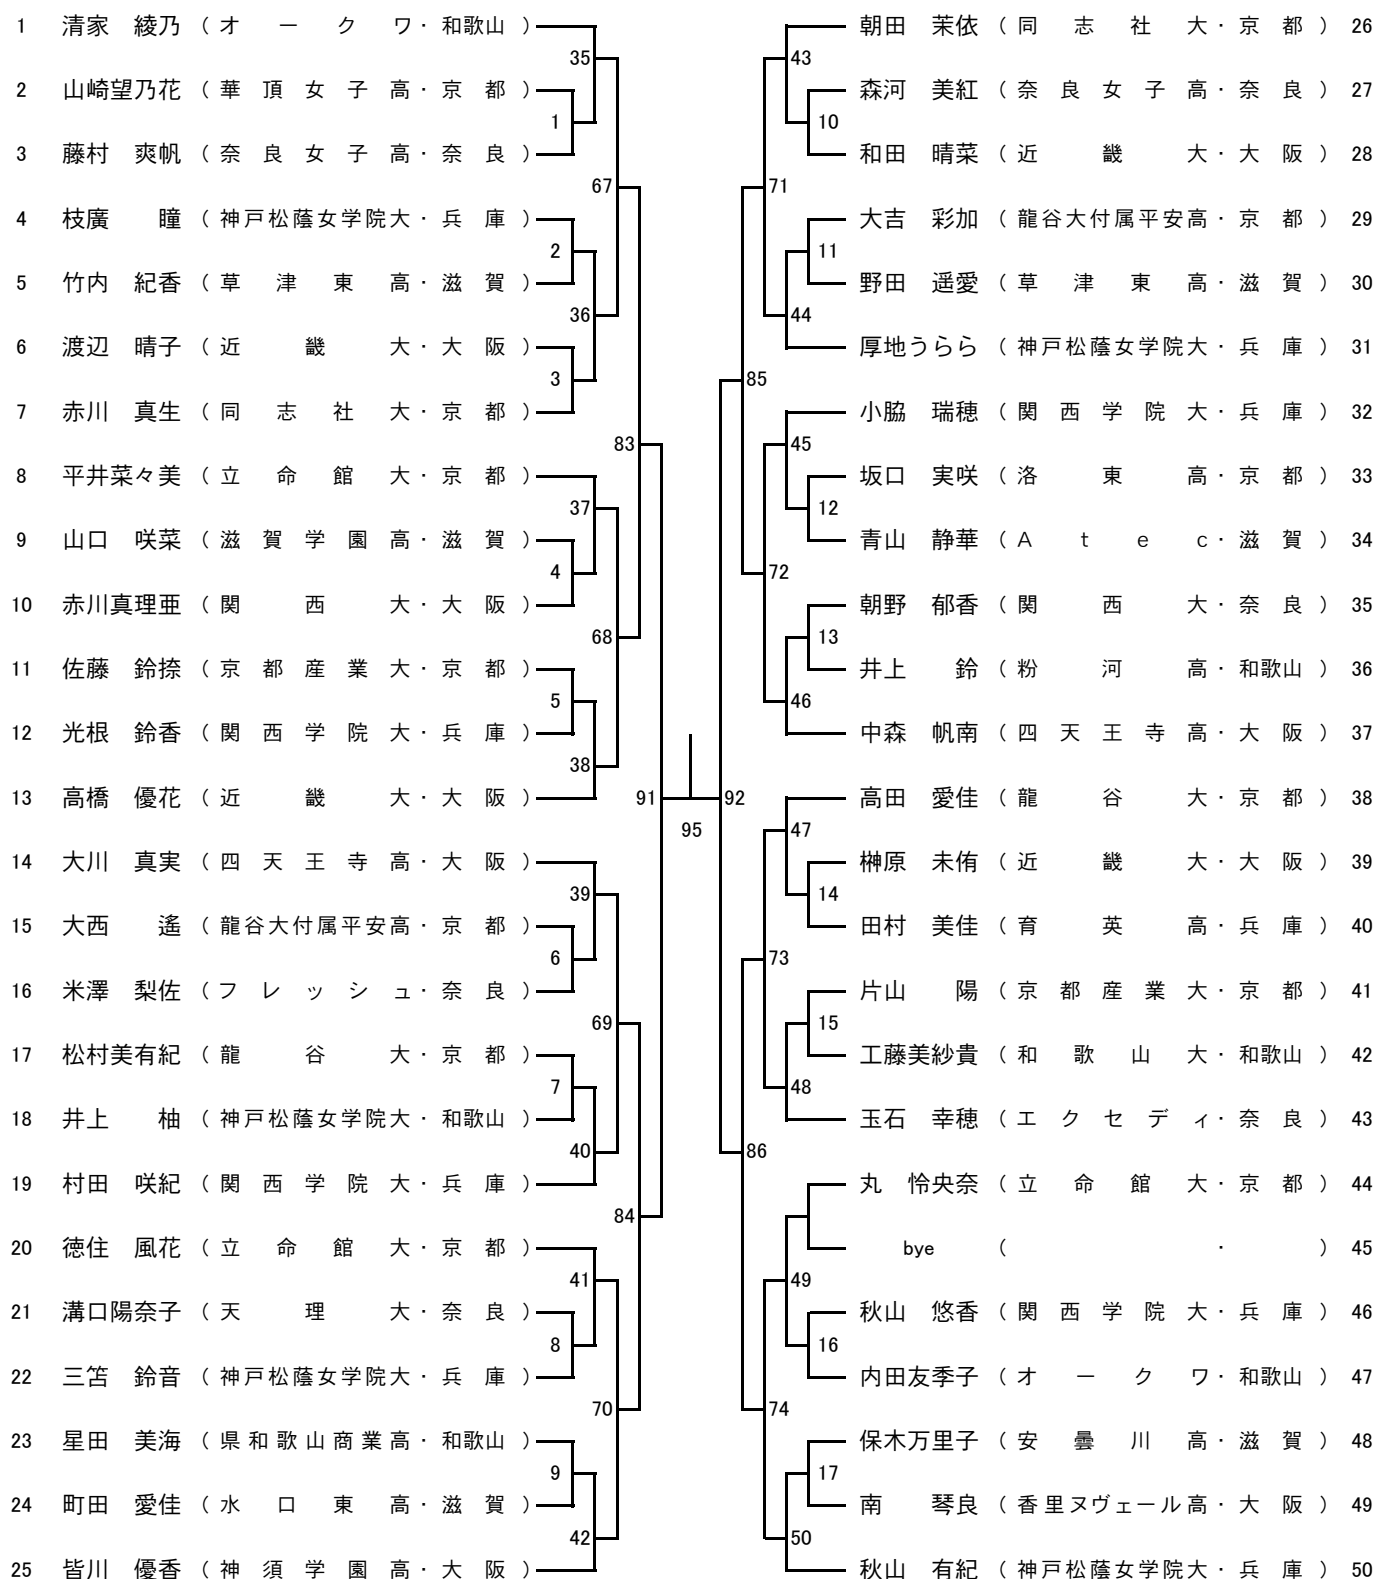 1 清家 綾乃 （オークワ・和歌山）
2 山崎望乃花 （華頂女子高・京都）
3 藤村 爽帆 （奈良女子高・奈良）
4 枝廣 瞳 （神戸松蔭女学院大・兵庫）
5 竹内 紀香 （草津東高・滋賀）
6 渡辺 晴子 （近畿大・大阪）
7 赤川 真生 （同志社大・京都）
8 平井菜々美 （立命館大・京都）
9 山口 咲菜 （滋賀学園高・滋賀）
10 赤川真理亜 （関西大・大阪）
11 佐藤 鈴捺 （京都産業大・京都）
12 光根 鈴香 （関西学院大・兵庫）
13 高橋 優花 （近畿大・大阪）
14 大川 真実 （四天王寺高・大阪）
15 大西 遙 （龍谷大付属平安高・京都）
16 米澤 梨佐 （フレッシュ・奈良）
17 松村美有紀 （龍谷大・京都）
18 井上 柚 （神戸松蔭女学院大・和歌山）
19 村田 咲紀 （関西学院大・兵庫）
20 徳住 風花 （立命館大・京都）
21 溝口陽奈子 （天理大・奈良）
22 三笘 鈴音 （神戸松蔭女学院大・兵庫）
23 星田 美海 （県和歌山商業高・和歌山）
24 町田 愛佳 （水口東高・滋賀）
25 皆川 優香 （神須学園高・大阪）
35
1
67
2
36
3
83
37
4
68
5
38
91
39
6
69
7
40
84
41
8
70
9
42
95
92
43
10
71
11
44
85
45
12
72
13
46
47
14
73
15
48
86
49
16
74
17
50
朝田 茉依 （同志社大・京都） 26
森河 美紅 （奈良女子高・奈良） 27
和田 晴菜 （近畿大・大阪） 28
大吉 彩加 （龍谷大付属平安高・京都） 29
野田 遥愛 （草津東高・滋賀） 30
厚地うらら （神戸松蔭女学院大・兵庫） 31
小脇 瑞穂 （関西学院大・兵庫） 32
坂口 実咲 （洛東高・京都） 33
青山 静華 （Ａｔｅｃ・滋賀） 34
朝野 郁香 （関西大・奈良） 35
井上 鈴 （粉河高・和歌山） 36
中森 帆南 （四天王寺高・大阪） 37
高田 愛佳 （龍谷大・京都） 38
榊原 未侑 （近畿大・大阪） 39
田村 美佳 （育英高・兵庫） 40
片山 陽 （京都産業大・京都） 41
工藤美紗貴 （和歌山大・和歌山） 42
玉石 幸穂 （エクセディ・奈良） 43
丸 怜央奈 （立命館大・京都） 44
bye （・） 45
秋山 悠香 （関西学院大・兵庫） 46
内田友季子 （オークワ・和歌山） 47
保木万里子 （安曇川高・滋賀） 48
南 琴良 （香里ヌヴェール高・大阪） 49
秋山 有紀 （神戸松蔭女学院大・兵庫） 50